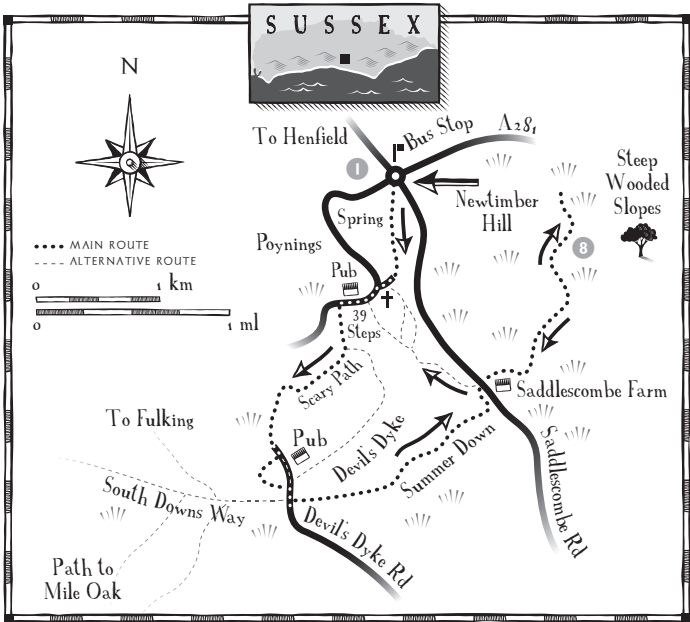 SUSSEX
N
To Henfield
Bus Stop
A281
1
Newtimber
Hill
Steep
Wooded
Slopes
8
Spring
Poynings
MAIN ROUTE
ALTERNATIVE ROUTE
0 1 km
0 1 ml
Pub
39
Steps
Scary Path
Saddlescombe Farm
To Fulking
Pub
Devil's Dyke
Summer Down
Saddlescombe Rd
South Downs Way
Devil's Dyke Rd
Path to
Mile Oak